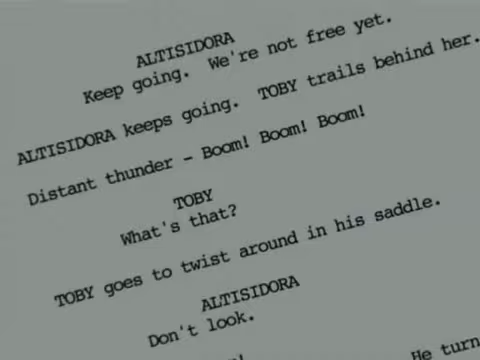 ALTISIDORA
Keep going. We're not free yet.
ALTISIDORA keeps going. TOBY trails behind her.
Distant thunder - Boom! Boom! Boom!
TOBY
What's that?
TOBY goes to twist around in his saddle.
ALTISIDORA
Don't look.
He turn